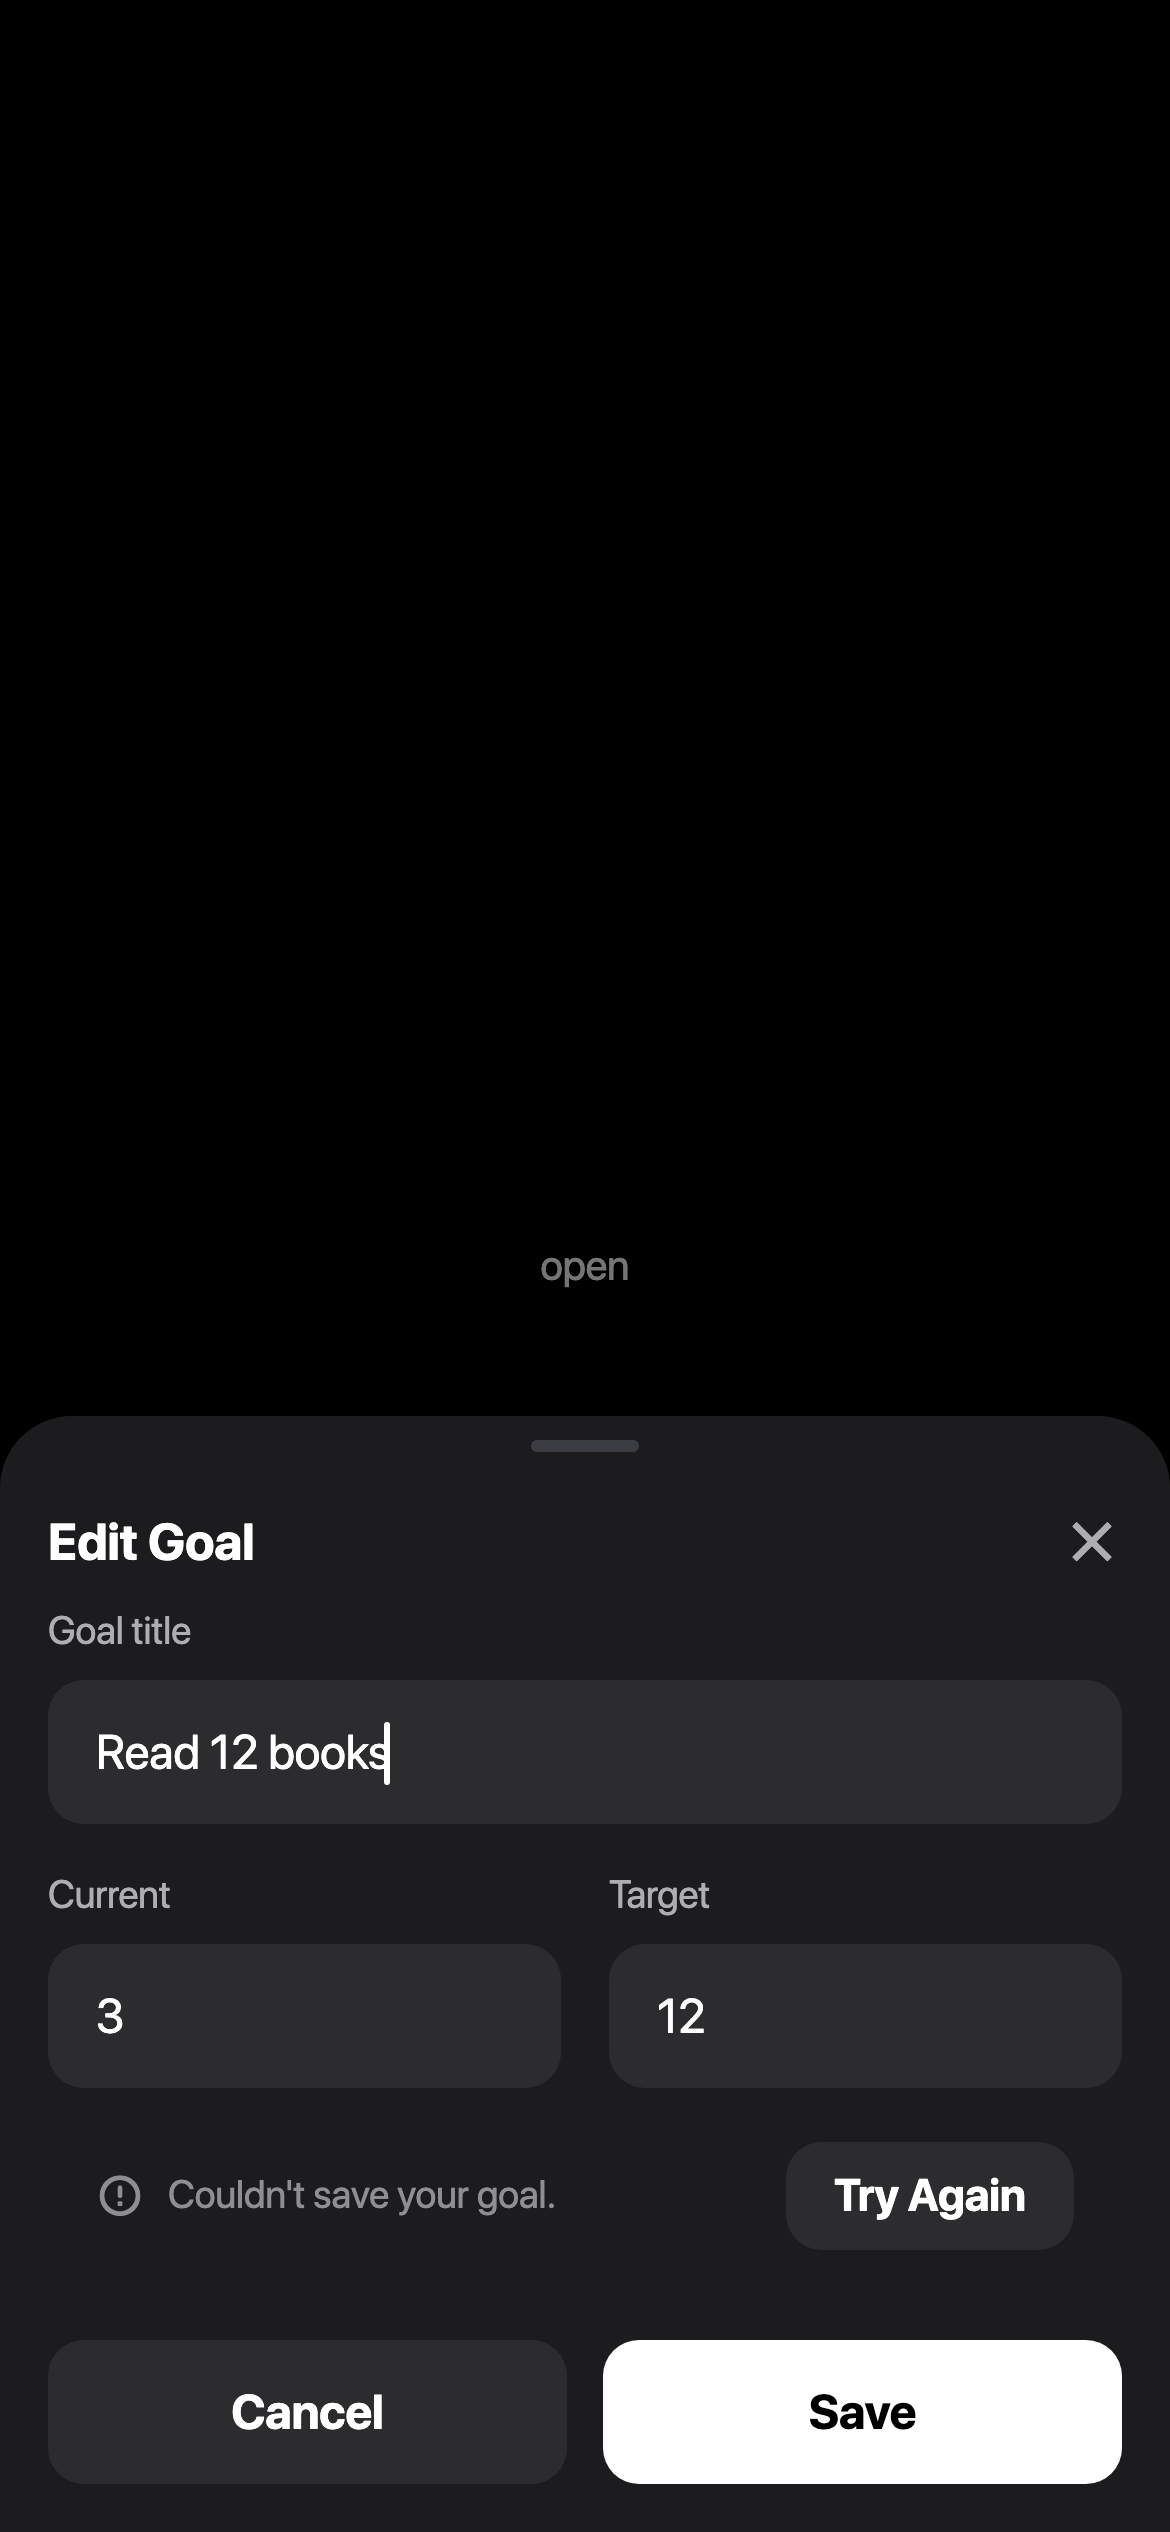 open
Edit Goal
Goal title
Read 12 books
Current
Target
3
12
Couldn't save your goal.
Try Again
Cancel
Save